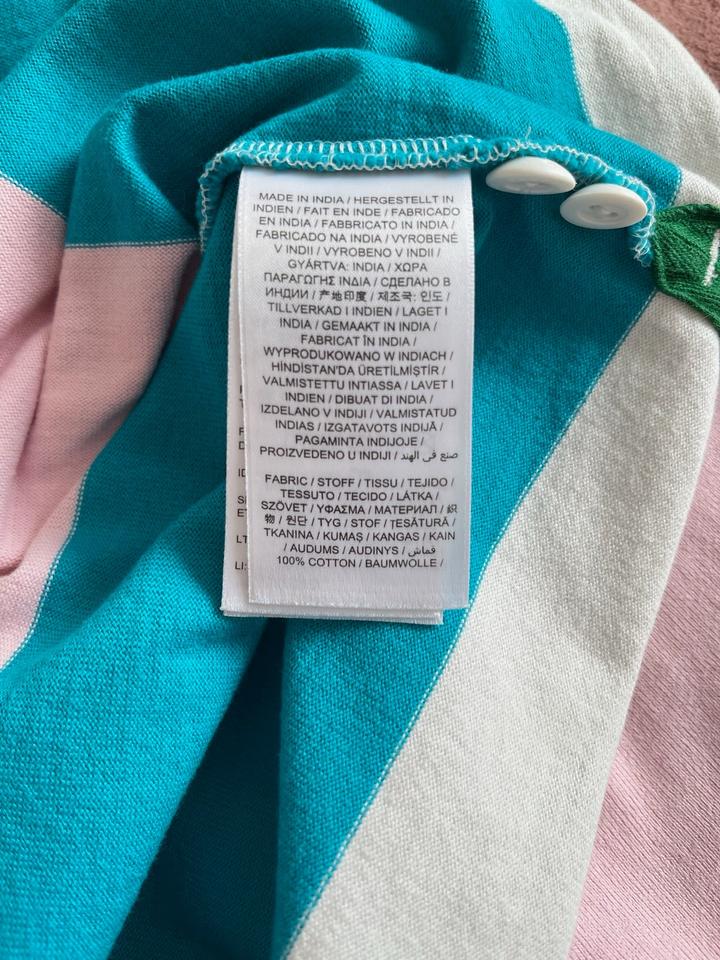 MADE IN INDIA / HERGESTELLT IN
INDIEN / FAIT EN INDE / FABRICADO
EN INDIA / FABBRICATO IN INDIA /
FABRICADO NA INDIA / VYROBENÉ
V INDII / VYROBENO V INDII /
GYÁRTVA: INDIA / ΧΩΡΑ
ΠΑΡΑΓΩΓΗΣ ΙΝΔΙΑ / СДЕЛАНО В
ИНДИИ / 产地印度 / 제조국: 인도 /
TILLVERKAD I INDIEN / LAGET I
INDIA / GEMAAKT IN INDIA /
FABRICAT ÎN INDIA /
WYPRODUKOWANO W INDIACH /
HİNDİSTAN'DA ÜRETİLMİŞTİR /
VALMISTETTU INTIASSA / LAVET I
INDIEN / DIBUAT DI INDIA /
IZDELANO V INDIJI / VALMISTATUD
INDIAS / IZGATAVOTS INDIJĀ /
PAGAMINTA INDIJOJE /
PROIZVEDENO U INDIJI / صنع في الهند
FABRIC / STOFF / TISSU / TEJIDO /
TESSUTO / TECIDO / LÁTKA /
SZÖVET / ΥΦΑΣΜΑ / МАТЕРИАЛ / 织
物 / 원단 / TYG / STOF / ȚESĂTURĂ /
TKANINA / KUMAŞ / KANGAS / KAIN
/ AUDUMS / AUDINYS / قماش /
100% COTTON / BAUMWOLLE /